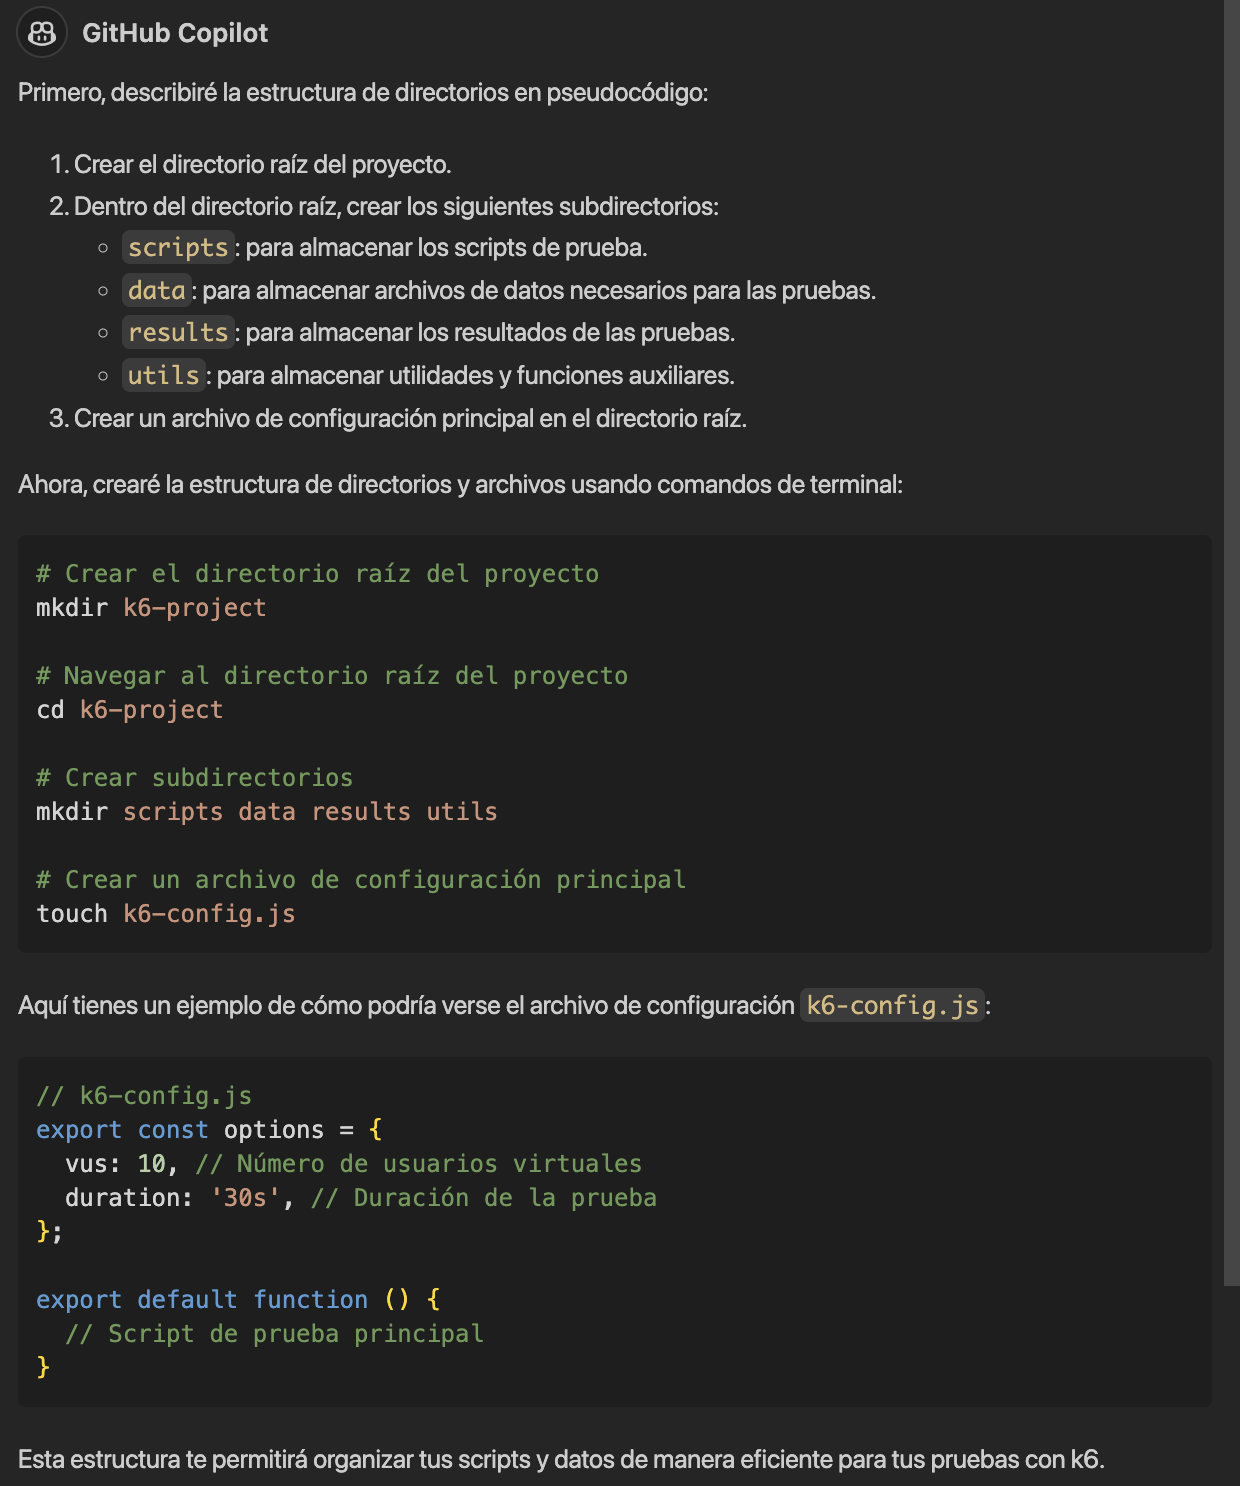 GitHub Copilot
Primero, describiré la estructura de directorios en pseudocódigo:
1. Crear el directorio raíz del proyecto.
2. Dentro del directorio raíz, crear los siguientes subdirectorios:
◦ scripts: para almacenar los scripts de prueba.
◦ data: para almacenar archivos de datos necesarios para las pruebas.
◦ results: para almacenar los resultados de las pruebas.
◦ utils: para almacenar utilidades y funciones auxiliares.
3. Crear un archivo de configuración principal en el directorio raíz.
Ahora, crearé la estructura de directorios y archivos usando comandos de terminal:
# Crear el directorio raíz del proyecto
mkdir k6-project
# Navegar al directorio raíz del proyecto
cd k6-project
# Crear subdirectorios
mkdir scripts data results utils
# Crear un archivo de configuración principal
touch k6-config.js
Aquí tienes un ejemplo de cómo podría verse el archivo de configuración k6-config.js:
// k6-config.js
export const options = {
  vus: 10, // Número de usuarios virtuales
  duration: '30s', // Duración de la prueba
};
export default function () {
  // Script de prueba principal
}
Esta estructura te permitirá organizar tus scripts y datos de manera eficiente para tus pruebas con k6.